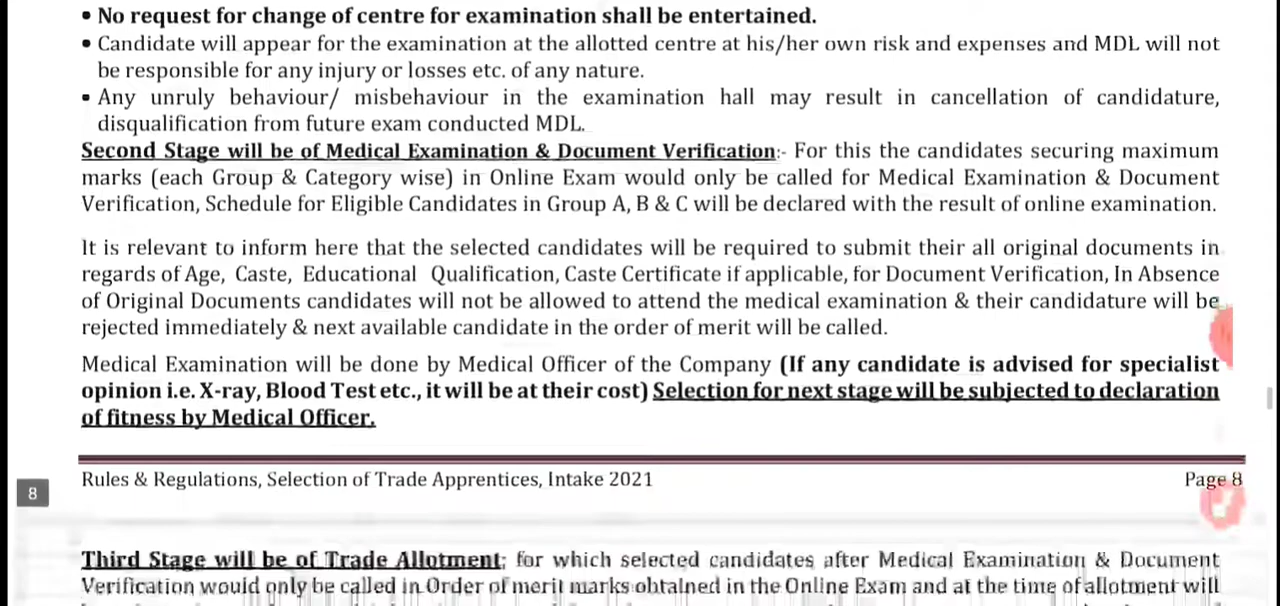 • No request for change of centre for examination shall be entertained.
• Candidate will appear for the examination at the allotted centre at his/her own risk and expenses and MDL will not
be responsible for any injury or losses etc. of any nature.
▪ Any unruly behaviour/ misbehaviour in the examination hall may result in cancellation of candidature,
disqualification from future exam conducted MDL.
Second Stage will be of Medical Examination & Document Verification:- For this the candidates securing maximum
marks (each Group & Category wise) in Online Exam would only be called for Medical Examination & Document
Verification, Schedule for Eligible Candidates in Group A, B & C will be declared with the result of online examination.
It is relevant to inform here that the selected candidates will be required to submit their all original documents in
regards of Age, Caste, Educational Qualification, Caste Certificate if applicable, for Document Verification, In Absence
of Original Documents candidates will not be allowed to attend the medical examination & their candidature will be
rejected immediately & next available candidate in the order of merit will be called.
Medical Examination will be done by Medical Officer of the Company (If any candidate is advised for specialist
opinion i.e. X-ray, Blood Test etc., it will be at their cost) Selection for next stage will be subjected to declaration
of fitness by Medical Officer.
Rules & Regulations, Selection of Trade Apprentices, Intake 2021 Page 8
8
Third Stage will be of Trade Allotment; for which selected candidates after Medical Examination & Document
Verification would only be called in Order of merit marks obtained in the Online Exam and at the time of allotment will